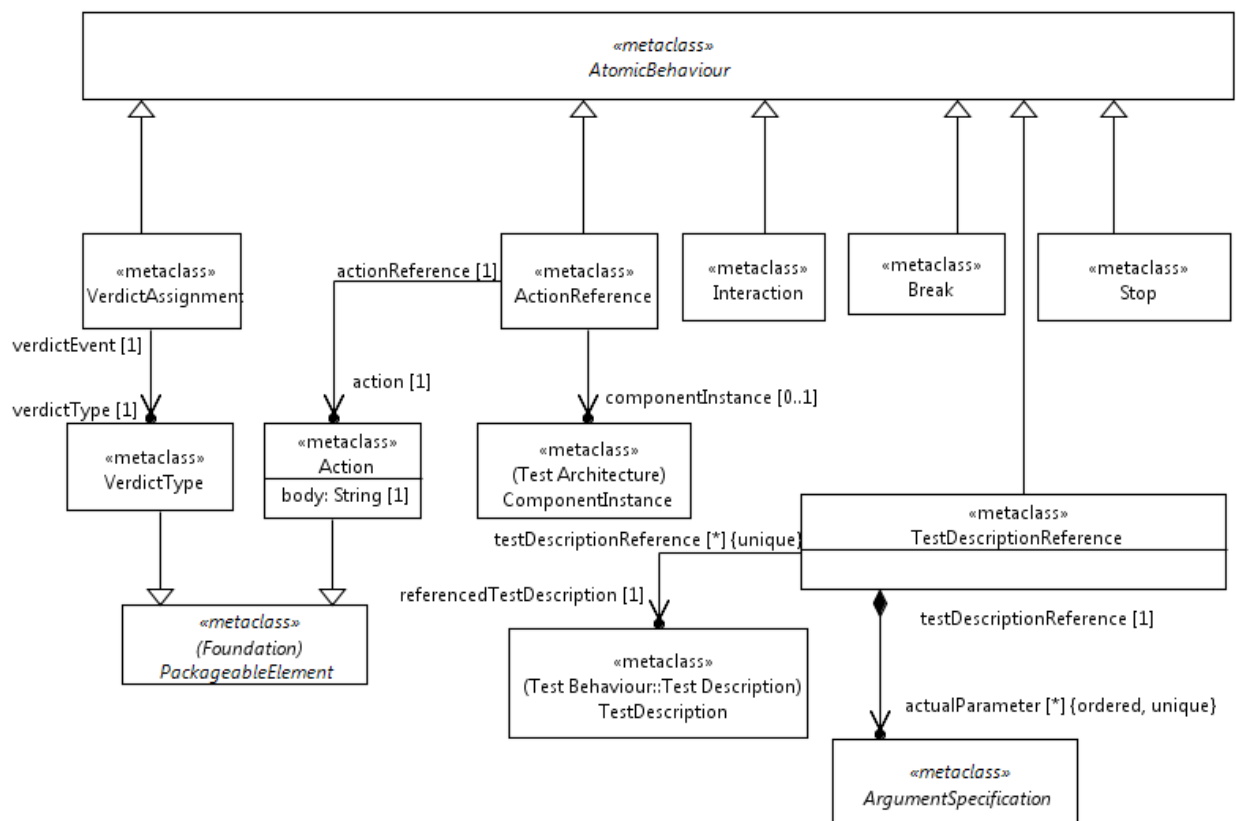 «metaclass»
AtomicBehaviour
«metaclass»
VerdictAssignment
actionReference [1]
«metaclass»
ActionReference
«metaclass»
Interaction
«metaclass»
Break
«metaclass»
Stop
verdictEvent [1]
verdictType [1]
action [1]
componentInstance [0..1]
«metaclass»
VerdictType
«metaclass»
Action
body: String [1]
«metaclass»
(Test Architecture)
ComponentInstance
«metaclass»
TestDescriptionReference
testDescriptionReference [*] {unique}
referencedTestDescription [1]
testDescriptionReference [1]
«metaclass»
(Foundation)
PackageableElement
«metaclass»
(Test Behaviour::Test Description)
TestDescription
actualParameter [*] {ordered, unique}
«metaclass»
ArgumentSpecification